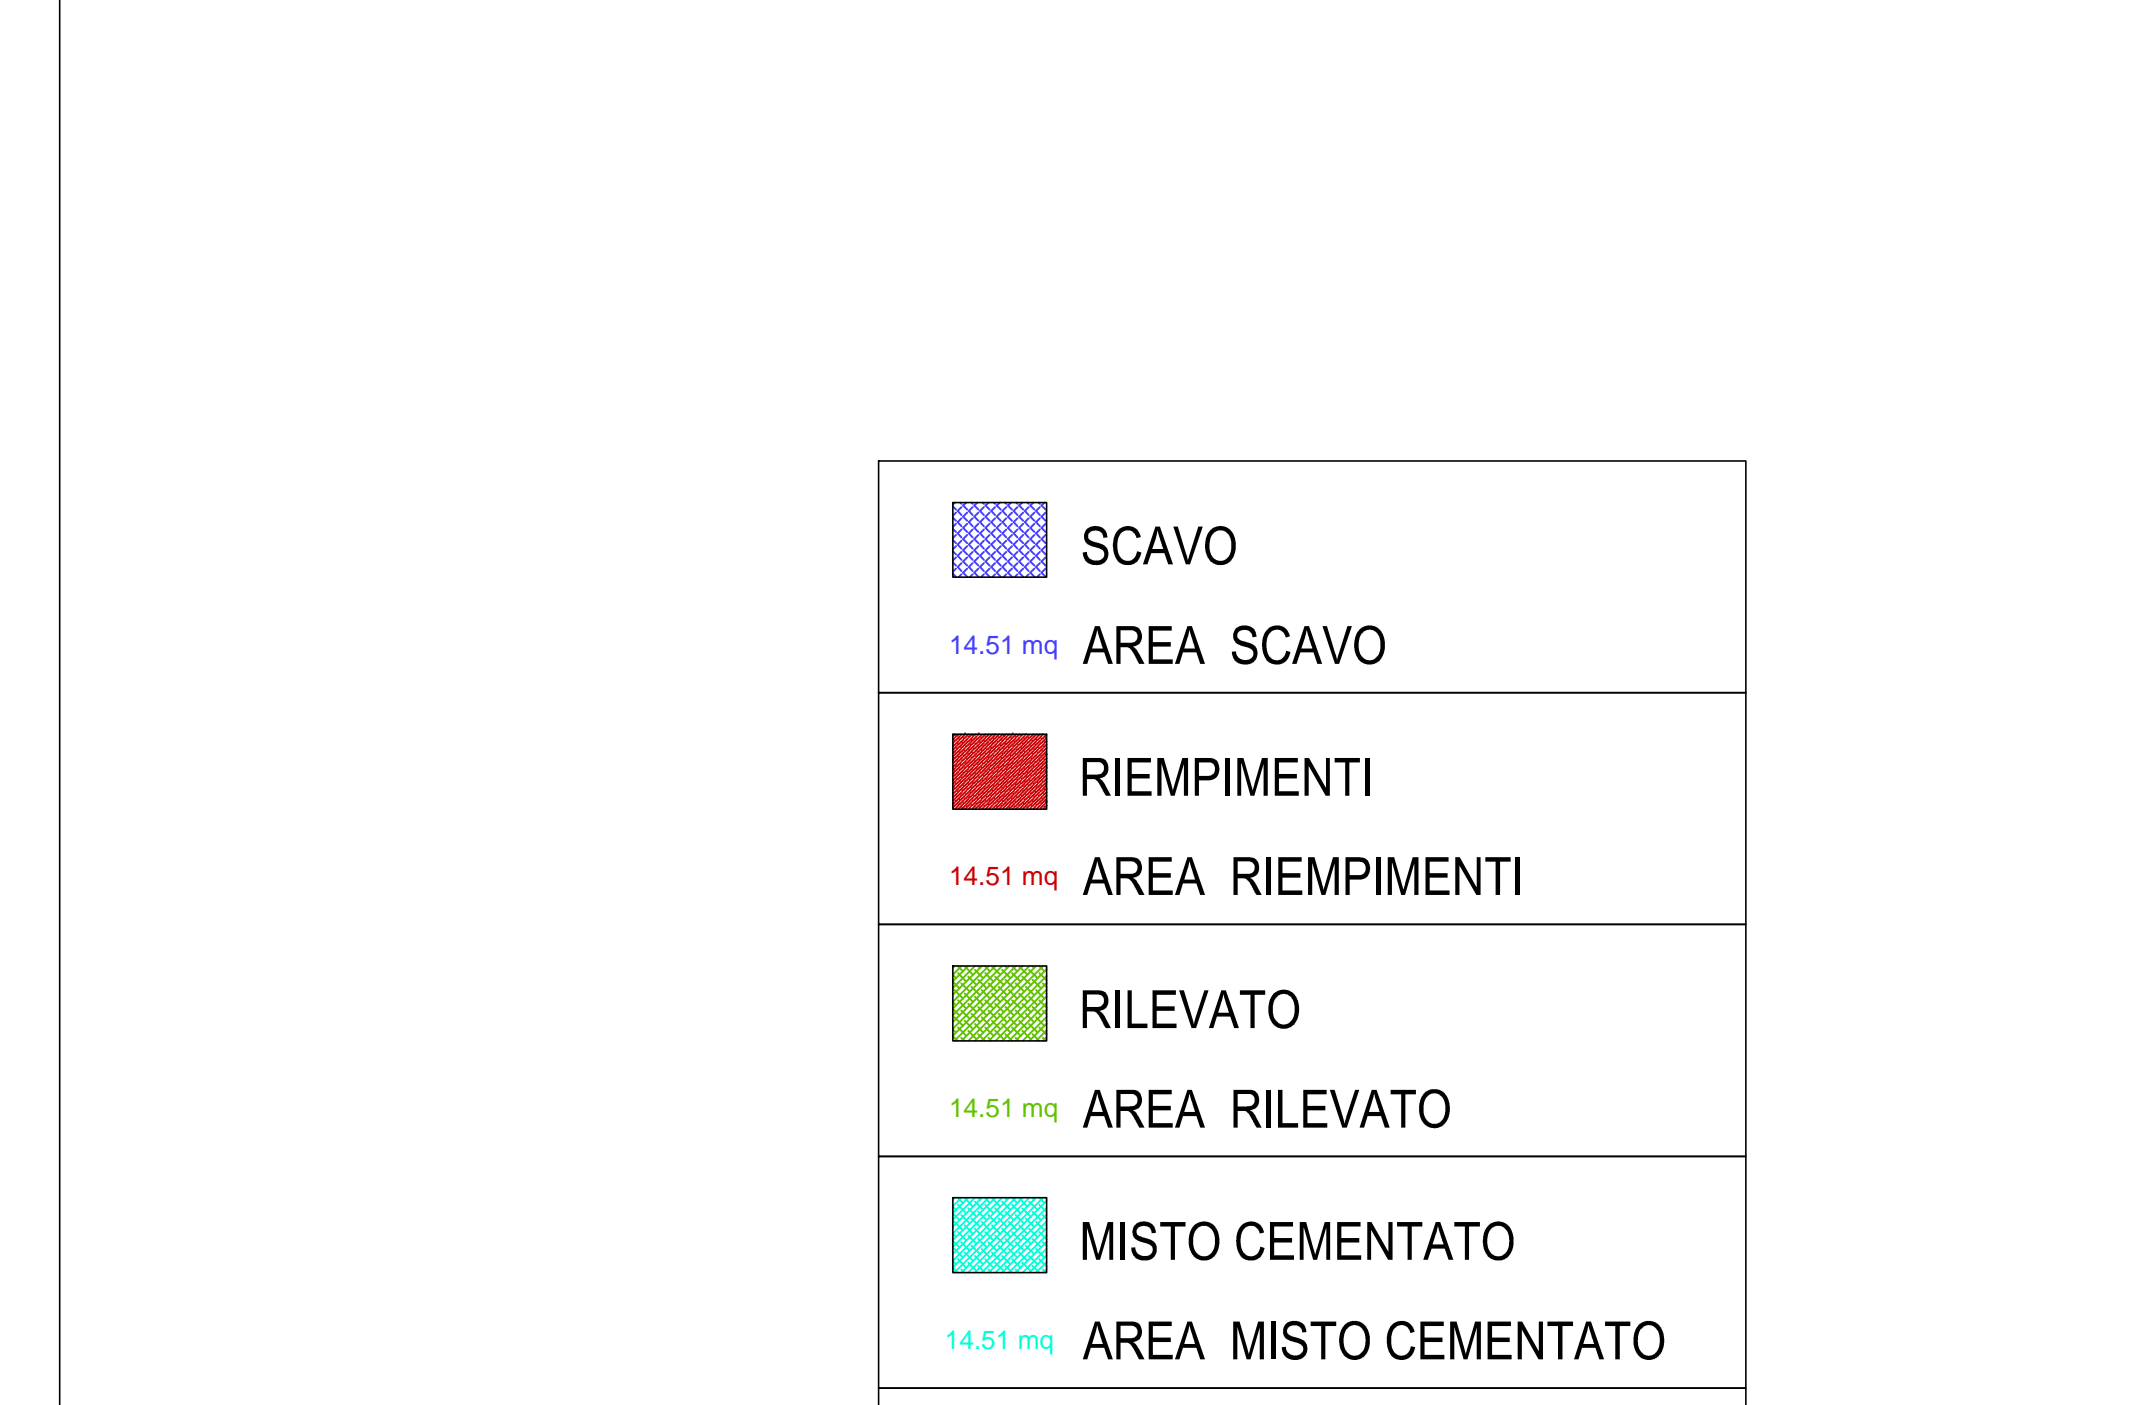 SCAVO
14.51 mq AREA SCAVO
RIEMPIMENTI
14.51 mq AREA RIEMPIMENTI
RILEVATO
14.51 mq AREA RILEVATO
MISTO CEMENTATO
14.51 mq AREA MISTO CEMENTATO